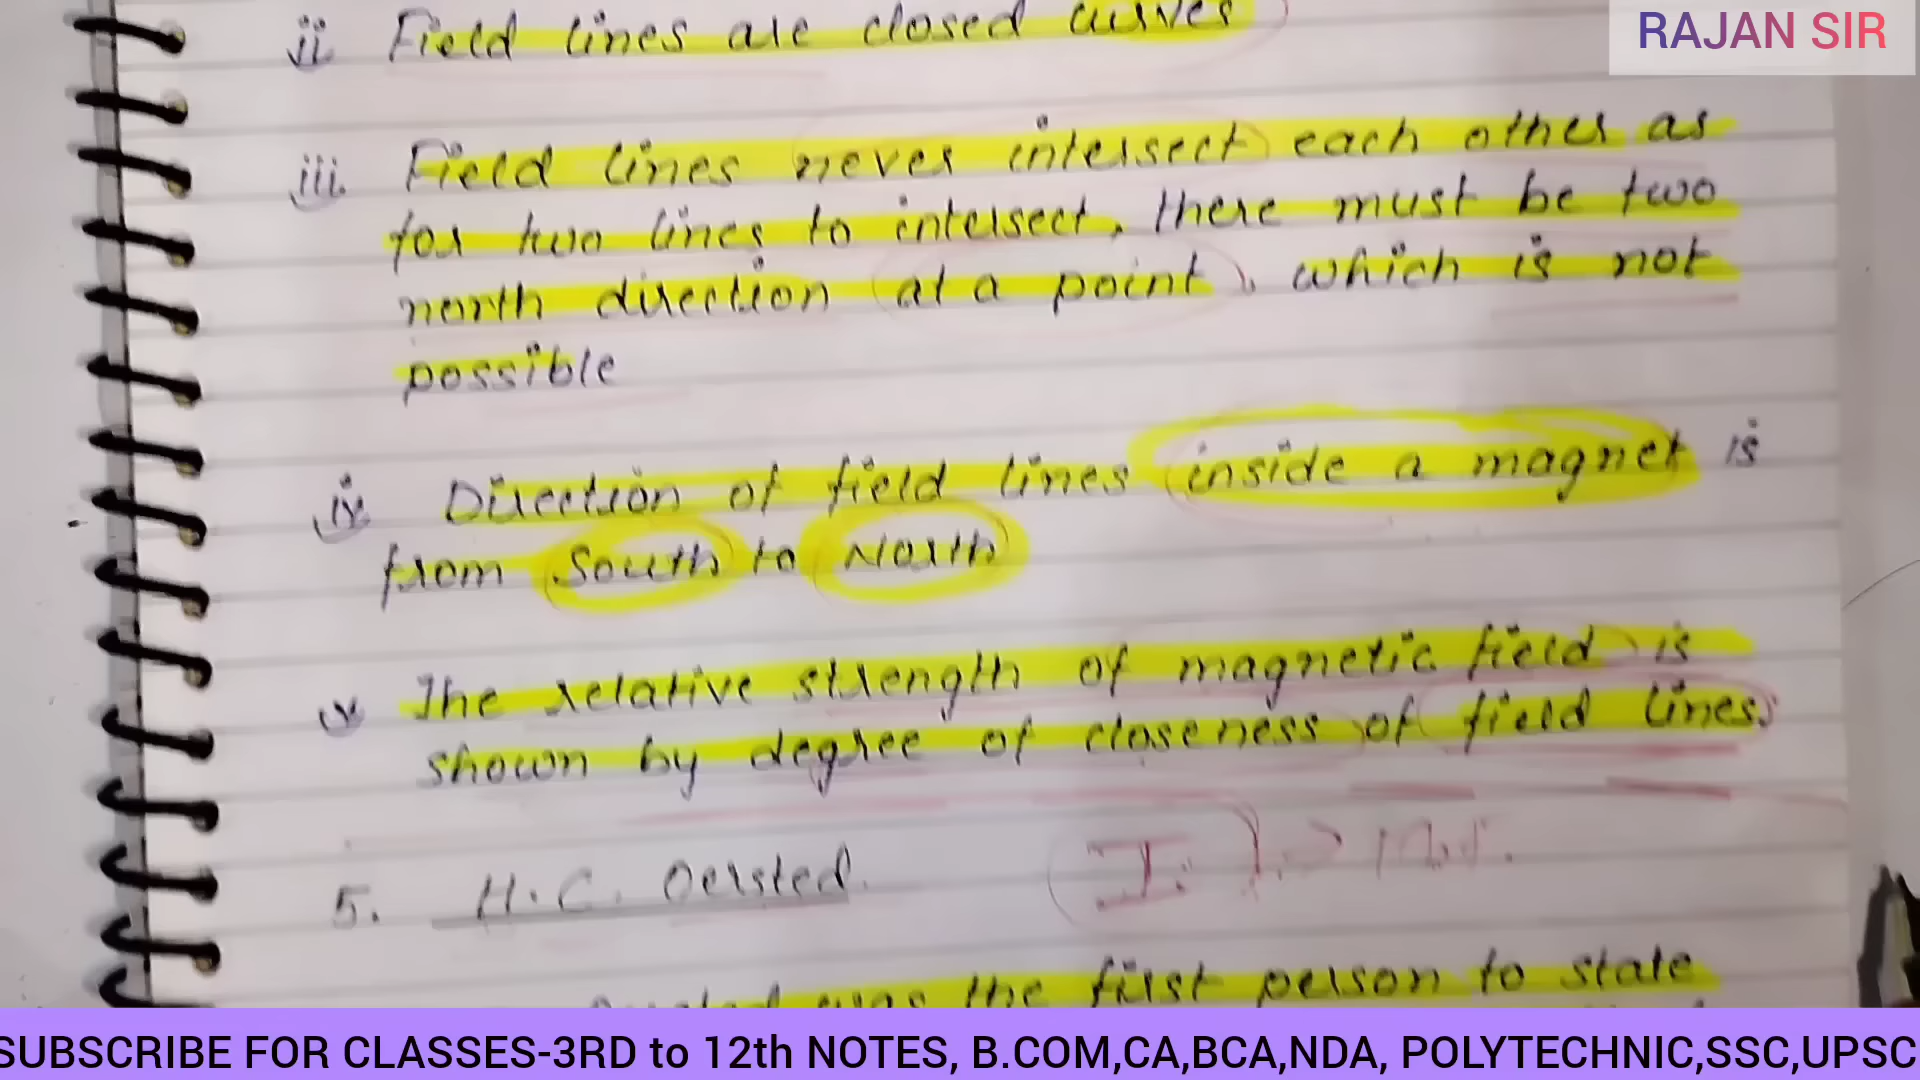 ii Field lines are closed curves
RAJAN SIR
iii. Field lines never intersect each other as
for two lines to intersect, there must be two
north direction at a point, which is not
possible
iv. Direction of field lines inside a magnet is
from South to North
v. The relative strength of magnetic field is
shown by degree of closeness of field lines.
5. H.C. Oersted.
was the first person to state
SUBSCRIBE FOR CLASSES-3RD to 12th NOTES, B.COM,CA,BCA,NDA, POLYTECHNIC,SSC,UPSC